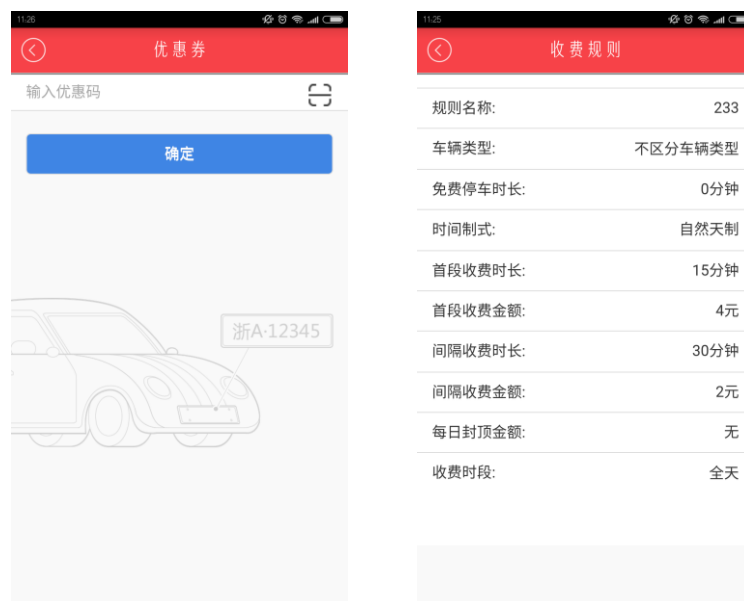 11:26
优惠券
输入优惠码
确定
浙A·12345
11:25
收费规则
规则名称: 233
车辆类型: 不区分车辆类型
免费停车时长: 0分钟
时间制式: 自然天制
首段收费时长: 15分钟
首段收费金额: 4元
间隔收费时长: 30分钟
间隔收费金额: 2元
每日封顶金额: 无
收费时段: 全天